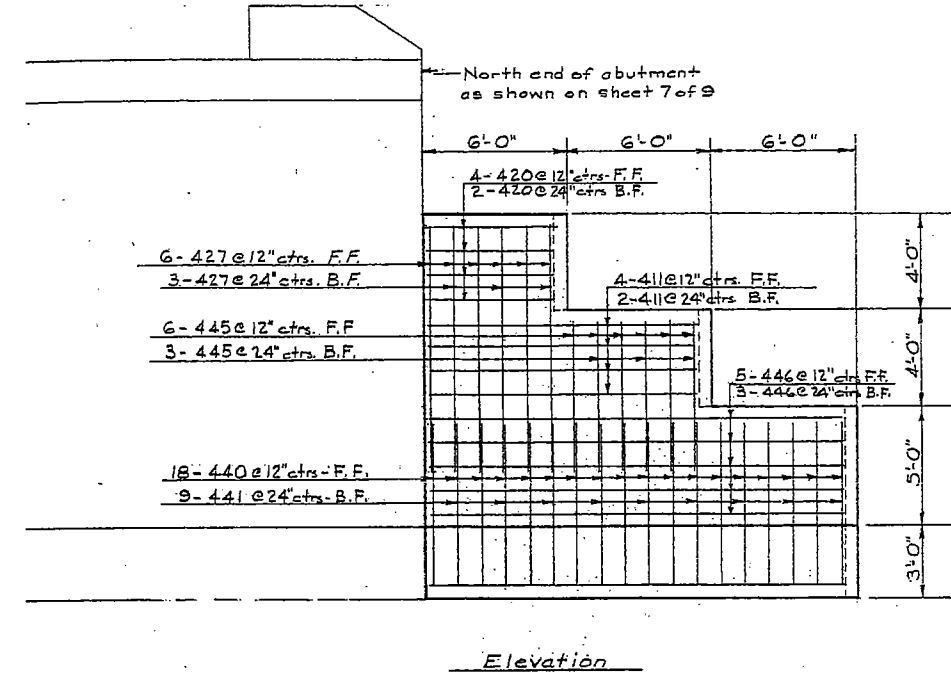 North end of abutment
as shown on sheet 7 of 9
6'-0" 6'-0" 6'-0"
4-420@12"ctrs-F.F.
2-420@24"ctrs B.F.
6-427@12"ctrs. F.F.
3-427@24"ctrs. B.F.
4-411@12"ctrs. F.F.
2-411@24"ctrs. B.F.
4'-0"
6-445@12"ctrs. F.F
3-445@24"ctrs. B.F.
4'-0"
5-446@12"ctrs F.F.
3-446@24"ctrs B.F.
18-440@12"ctrs-F.F.
9-441@24"ctrs-B.F.
5'-0"
3'-0"
Elevation